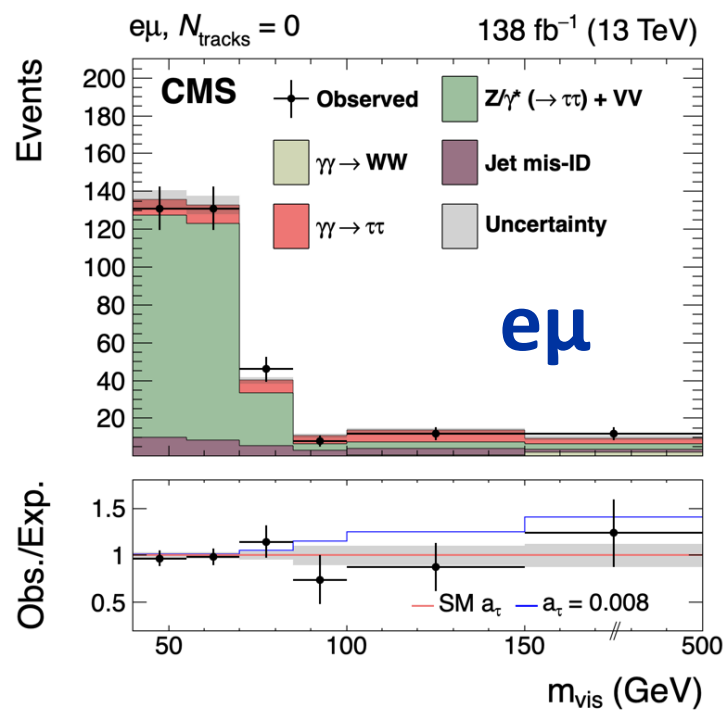 eμ, N_tracks = 0 138 fb⁻¹ (13 TeV)
CMS
Observed
Z/γ* (→ ττ) + VV
γγ → WW
Jet mis-ID
γγ → ττ
Uncertainty
eμ
Events
200
180
160
140
120
100
80
60
40
20
Obs./Exp.
1.5
1
0.5
SM a_τ
a_τ = 0.008
50 100 150 500
m_vis (GeV)